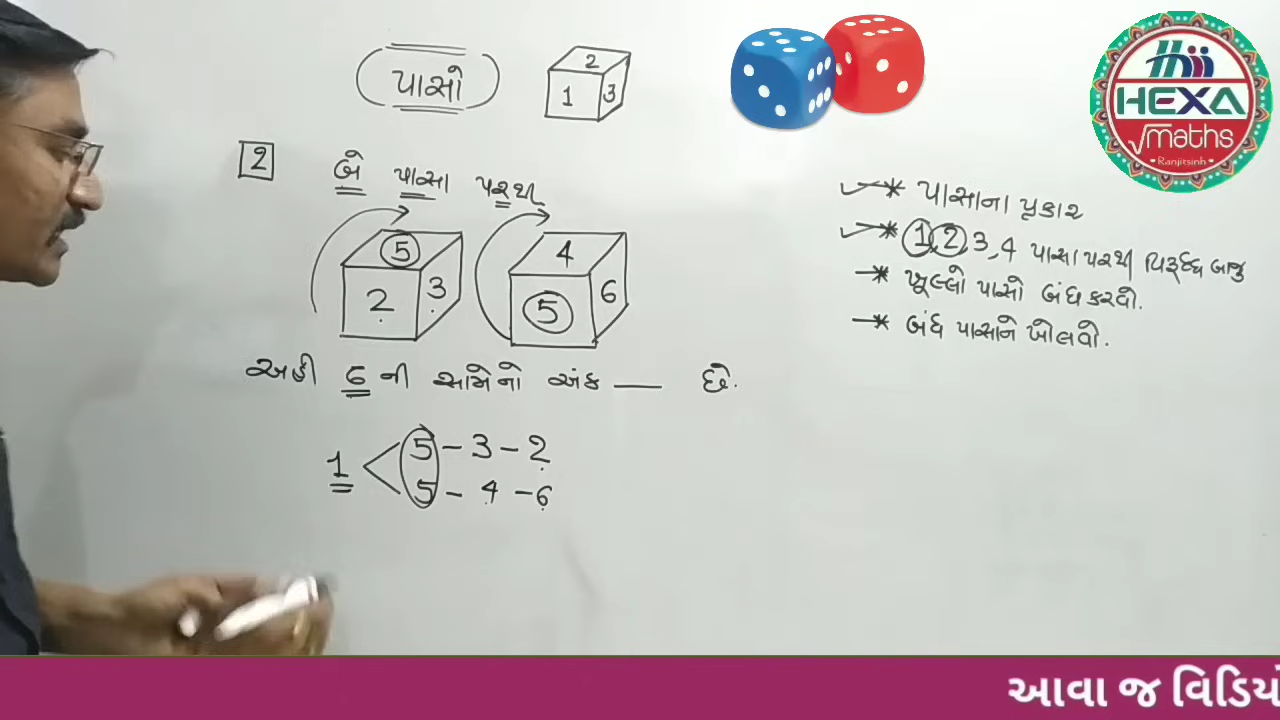 પાસો
2
1 3
HEXA
√maths
Ranjitsinh
2 બે પાસા પરથી
5
2 3
4
5 6
અહીં 6 ની સામેનો અંક __ છે.
1 < 5 - 3 - 2
5 - 4 - 6
* પાસાના પ્રકાર
* 1, 2, 3, 4 પાસા પરથી વિરૂદ્ધ બાજુ
* ખૂલ્લો પાસો બંધ કરવો.
* બંધ પાસાને ખોલવો.
આવા જ વિડિયો